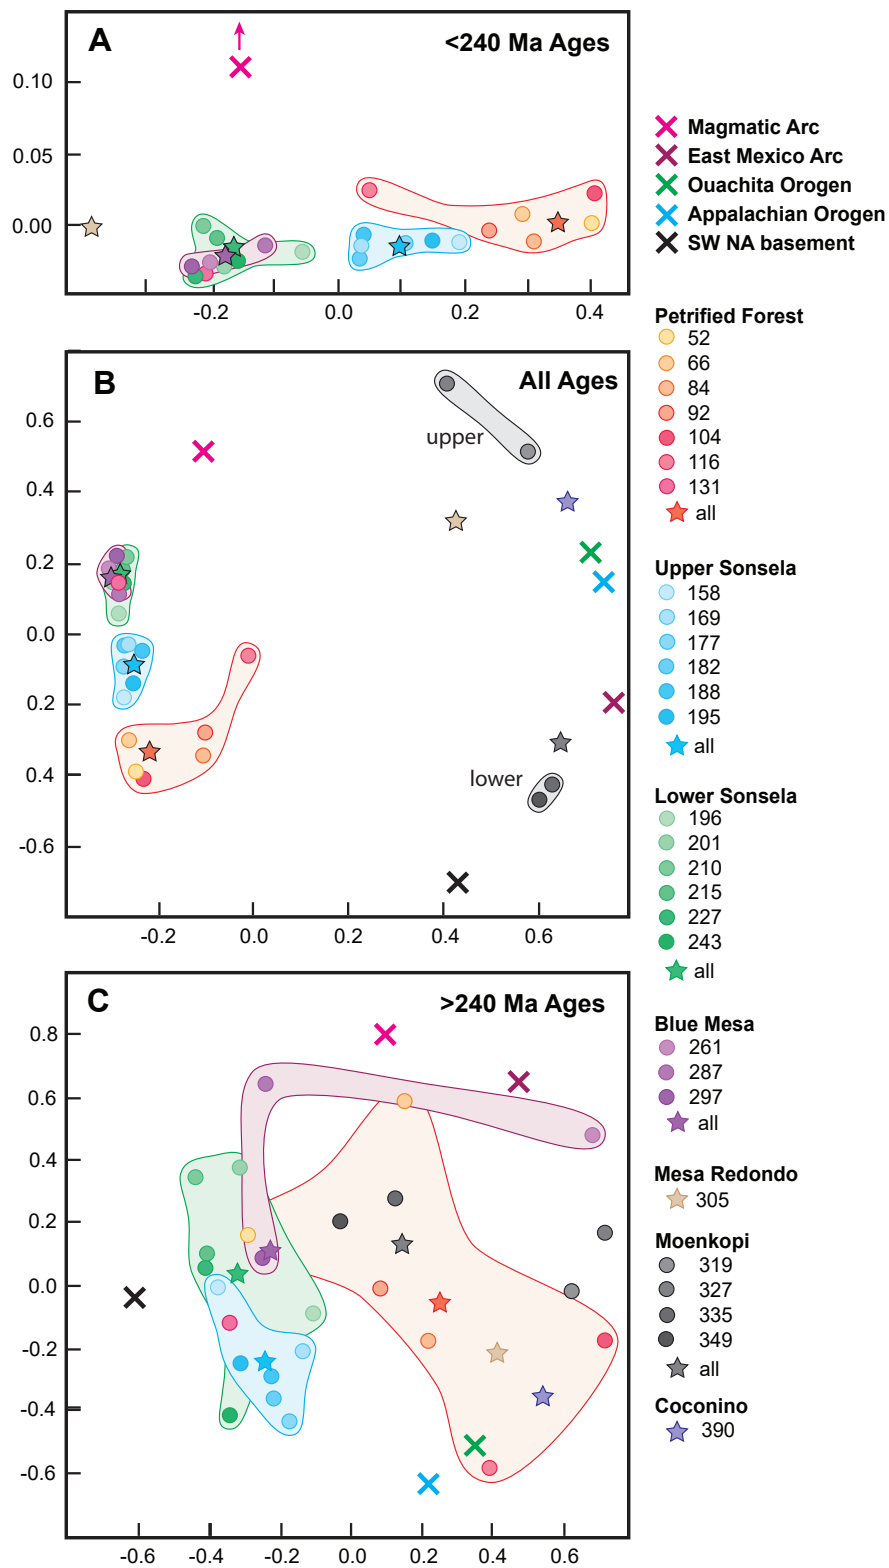 A
<240 Ma Ages
0.10
0.05
0.00
-0.2
0.0
0.2
0.4
B
All Ages
upper
lower
0.6
0.4
0.2
0.0
0.2
0.4
-0.6
-0.2
0.0
0.2
0.4
0.6
C
>240 Ma Ages
0.8
0.6
0.4
0.2
0.0
-0.2
-0.4
-0.6
-0.6
-0.4
-0.2
0.0
0.2
0.4
0.6
Magmatic Arc
East Mexico Arc
Ouachita Orogen
Appalachian Orogen
SW NA basement
Petrified Forest
52
66
84
92
104
116
131
all
Upper Sonsela
158
169
177
182
188
195
all
Lower Sonsela
196
201
210
215
227
243
all
Blue Mesa
261
287
297
all
Mesa Redondo
305
Moenkopi
319
327
335
349
all
Coconino
390